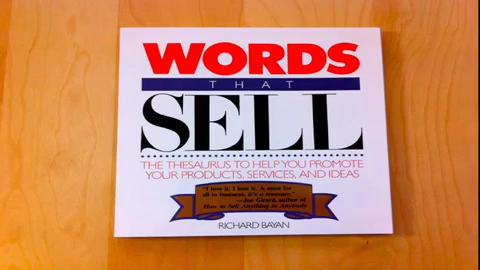 WORDS
THAT
SELL
THE THESAURUS TO HELP YOU PROMOTE
YOUR PRODUCTS, SERVICES, AND IDEAS
"I love it, I love it. A must for
all in business, it's a treasure."
—Joe Girard, author of
How to Sell Anything to Anybody
RICHARD BAYAN